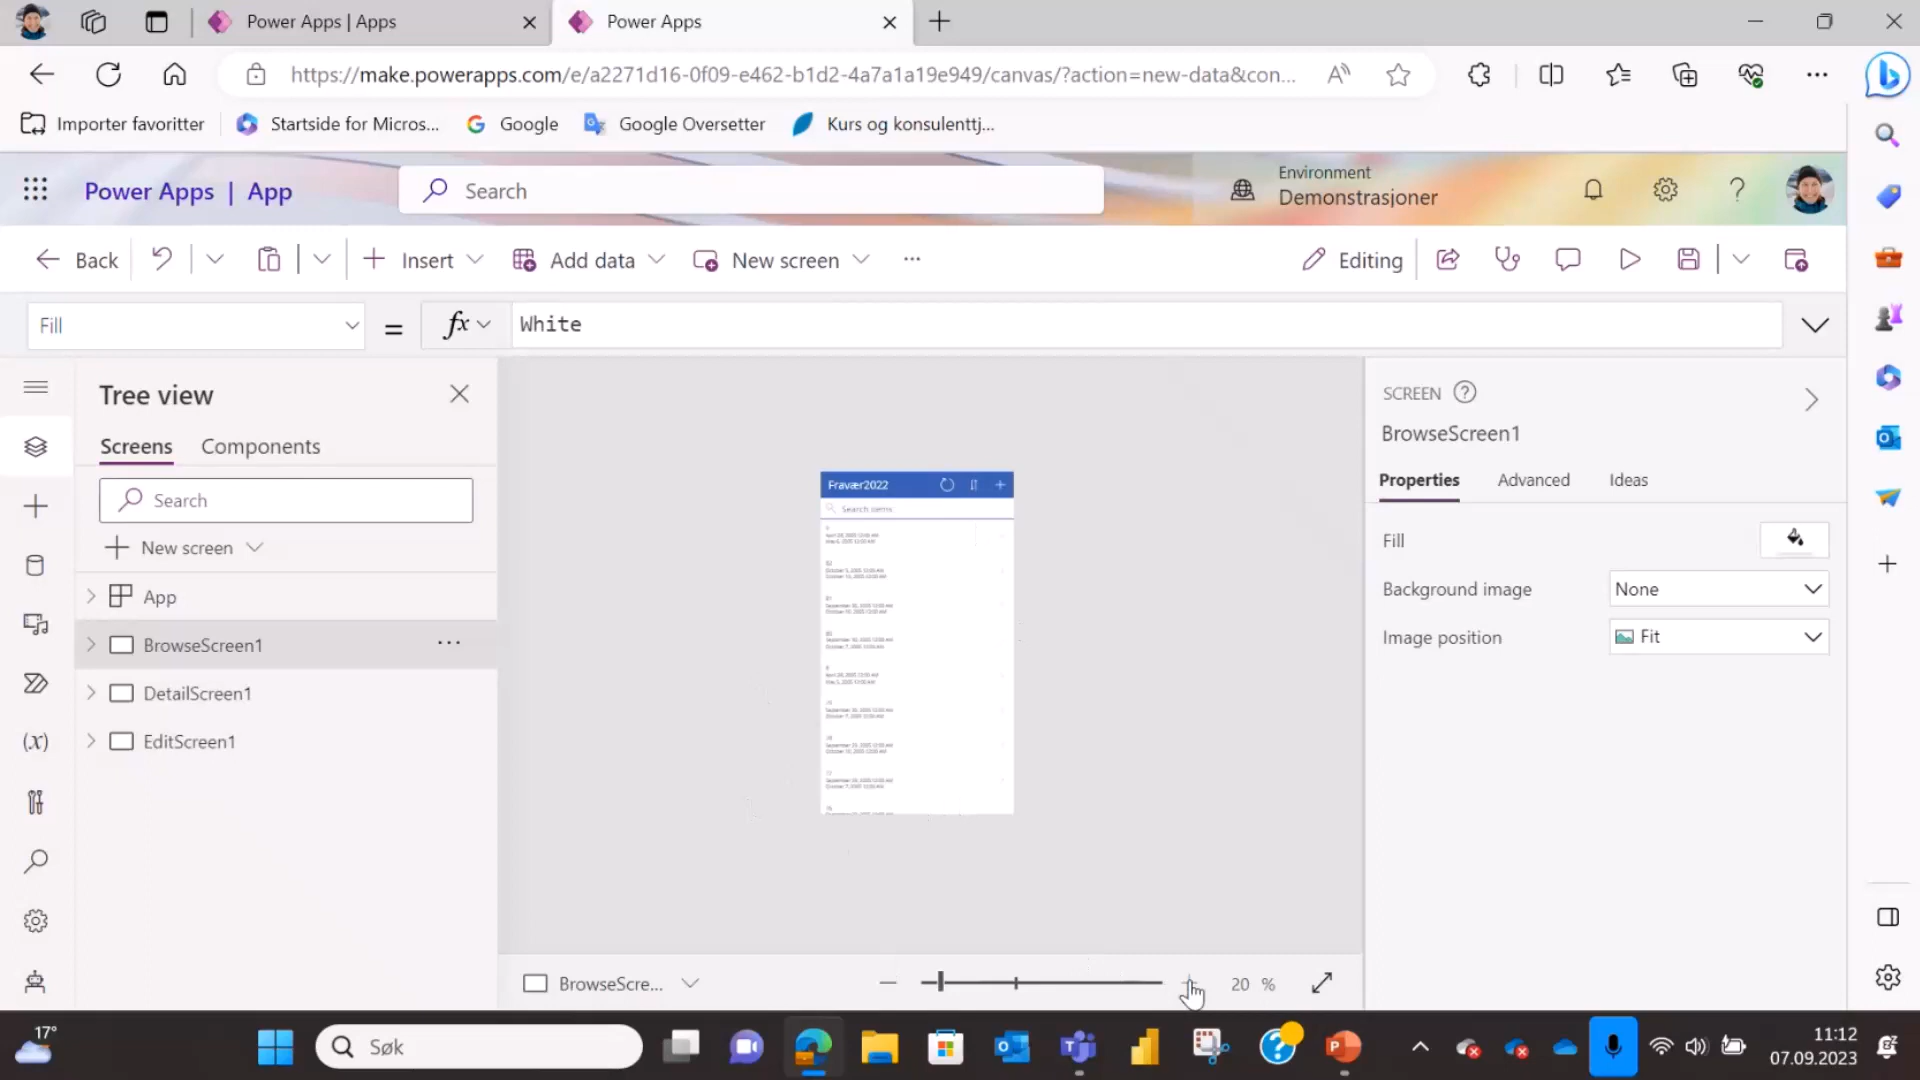 Power Apps | Apps
Power Apps
https://make.powerapps.com/e/a2271d16-0f09-e462-b1d2-4a7a1a19e949/canvas/?action=new-data&con...
Importer favoritter
Startside for Micros...
Google
Google Oversetter
Kurs og konsulenttj...
Power Apps | App
Search
Environment
Demonstrasjoner
Back
Insert
Add data
New screen
Editing
Fill
=
fx
White
Tree view
Screens
Components
Search
New screen
App
BrowseScreen1
DetailScreen1
EditScreen1
Fravær2022
Search items
SCREEN
BrowseScreen1
Properties
Advanced
Ideas
Fill
Background image
None
Image position
Fit
BrowseScre...
20 %
17°
Søk
11:12
07.09.2023